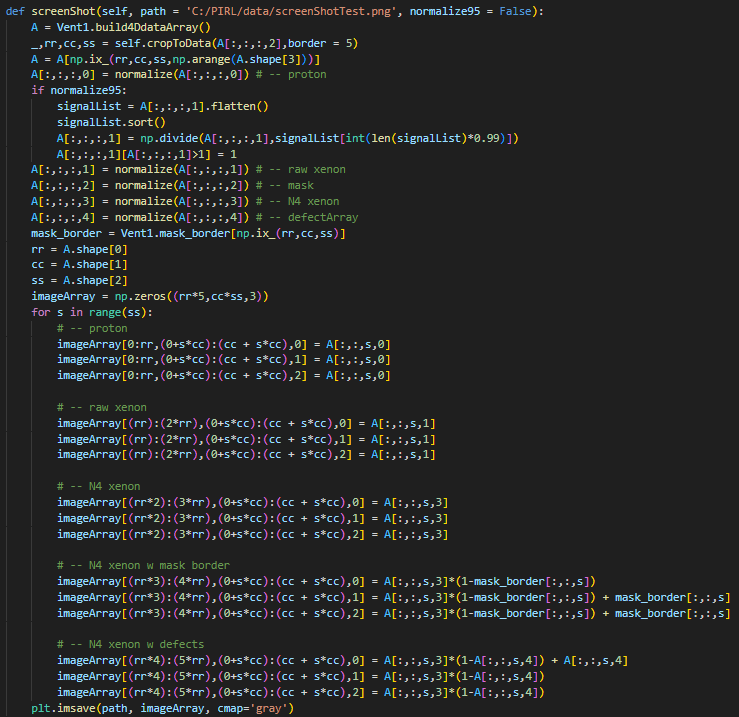 def screenShot(self, path = 'C:/PIRL/data/screenShotTest.png', normalize95 = False):
    A = Vent1.build4DdataArray()
    _,rr,cc,ss = self.cropToData(A[:,:,:,2],border = 5)
    A = A[np.ix_(rr,cc,ss,np.arange(A.shape[3]))]
    A[:,:,:,0] = normalize(A[:,:,:,0]) # -- proton
    if normalize95:
        signalList = A[:,:,:,1].flatten()
        signalList.sort()
        A[:,:,:,1] = np.divide(A[:,:,:,1],signalList[int(len(signalList)*0.99)])
        A[:,:,:,1][A[:,:,:,1]>1] = 1
    A[:,:,:,1] = normalize(A[:,:,:,1]) # -- raw xenon
    A[:,:,:,2] = normalize(A[:,:,:,2]) # -- mask
    A[:,:,:,3] = normalize(A[:,:,:,3]) # -- N4 xenon
    A[:,:,:,4] = normalize(A[:,:,:,4]) # -- defectArray
    mask_border = Vent1.mask_border[np.ix_(rr,cc,ss)]
    rr = A.shape[0]
    cc = A.shape[1]
    ss = A.shape[2]
    imageArray = np.zeros((rr*5,cc*ss,3))
    for s in range(ss):
        # -- proton
        imageArray[0:rr,(0+s*cc):(cc + s*cc),0] = A[:,:,s,0]
        imageArray[0:rr,(0+s*cc):(cc + s*cc),1] = A[:,:,s,0]
        imageArray[0:rr,(0+s*cc):(cc + s*cc),2] = A[:,:,s,0]

        # -- raw xenon
        imageArray[(rr):(2*rr),(0+s*cc):(cc + s*cc),0] = A[:,:,s,1]
        imageArray[(rr):(2*rr),(0+s*cc):(cc + s*cc),1] = A[:,:,s,1]
        imageArray[(rr):(2*rr),(0+s*cc):(cc + s*cc),2] = A[:,:,s,1]

        # -- N4 xenon
        imageArray[(rr*2):(3*rr),(0+s*cc):(cc + s*cc),0] = A[:,:,s,3]
        imageArray[(rr*2):(3*rr),(0+s*cc):(cc + s*cc),1] = A[:,:,s,3]
        imageArray[(rr*2):(3*rr),(0+s*cc):(cc + s*cc),2] = A[:,:,s,3]

        # -- N4 xenon w mask border
        imageArray[(rr*3):(4*rr),(0+s*cc):(cc + s*cc),0] = A[:,:,s,3]*(1-mask_border[:,:,s])
        imageArray[(rr*3):(4*rr),(0+s*cc):(cc + s*cc),1] = A[:,:,s,3]*(1-mask_border[:,:,s]) + mask_border[:,:,s]
        imageArray[(rr*3):(4*rr),(0+s*cc):(cc + s*cc),2] = A[:,:,s,3]*(1-mask_border[:,:,s]) + mask_border[:,:,s]

        # -- N4 xenon w defects
        imageArray[(rr*4):(5*rr),(0+s*cc):(cc + s*cc),0] = A[:,:,s,3]*(1-A[:,:,s,4]) + A[:,:,s,4]
        imageArray[(rr*4):(5*rr),(0+s*cc):(cc + s*cc),1] = A[:,:,s,3]*(1-A[:,:,s,4])
        imageArray[(rr*4):(5*rr),(0+s*cc):(cc + s*cc),2] = A[:,:,s,3]*(1-A[:,:,s,4])
    plt.imsave(path, imageArray, cmap='gray')